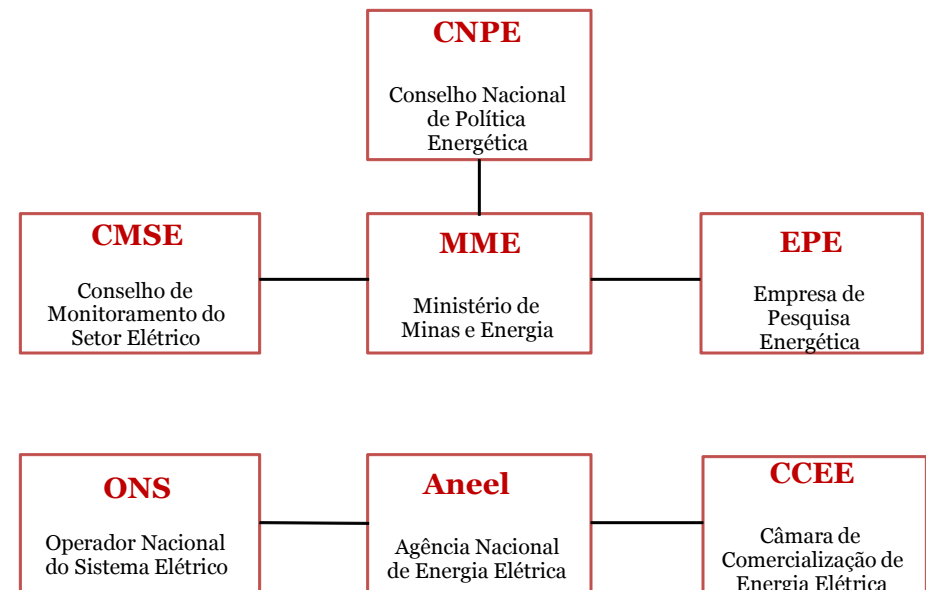 CNPE
Conselho Nacional
de Política
Energética
CMSE
Conselho de
Monitoramento do
Setor Elétrico
MME
Ministério de
Minas e Energia
EPE
Empresa de
Pesquisa
Energética
ONS
Operador Nacional
do Sistema Elétrico
Aneel
Agência Nacional
de Energia Elétrica
CCEE
Câmara de
Comercialização de
Energia Elétrica